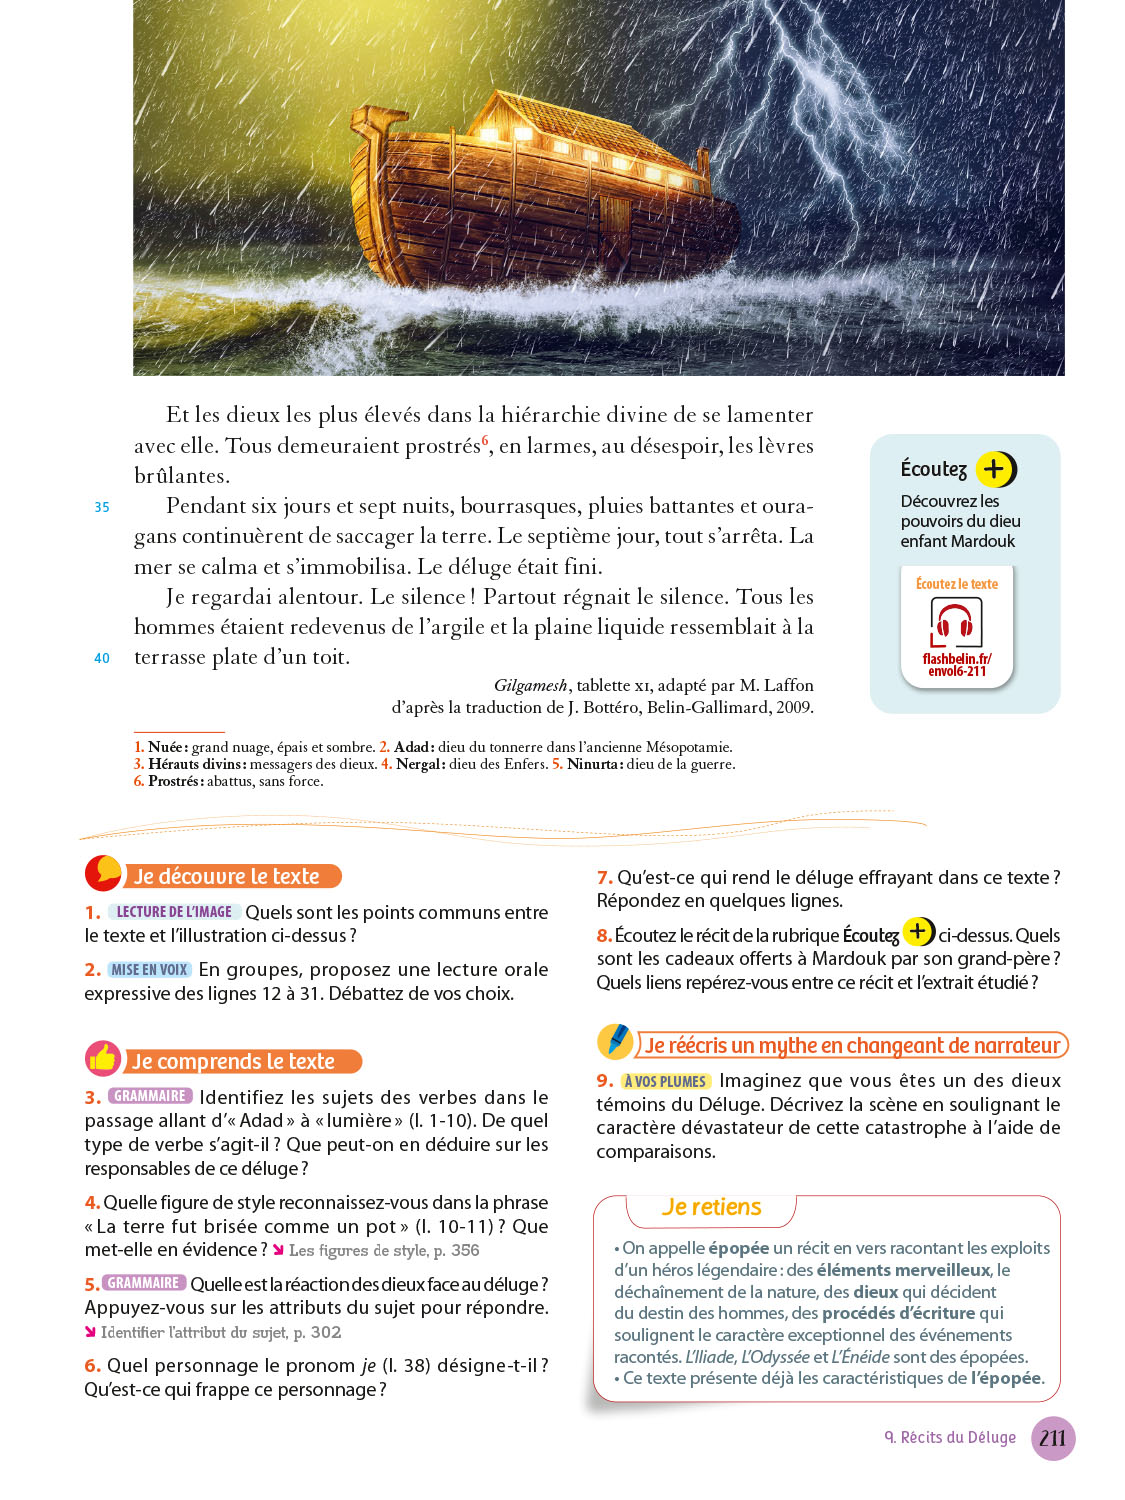 Et les dieux les plus élevés dans la hiérarchie divine de se lamenter
avec elle. Tous demeuraient prostrés6, en larmes, au désespoir, les lèvres
brûlantes.
35
Pendant six jours et sept nuits, bourrasques, pluies battantes et oura-
gans continuèrent de saccager la terre. Le septième jour, tout s'arrêta. La
mer se calma et s'immobilisa. Le déluge était fini.
Je regardai alentour. Le silence ! Partout régnait le silence. Tous les
hommes étaient redevenus de l'argile et la plaine liquide ressemblait à la
40
terrasse plate d'un toit.
Gilgamesh, tablette XI, adapté par M. Laffon
d'après la traduction de J. Bottéro, Belin-Gallimard, 2009.
Écoutez +
Découvrez les
pouvoirs du dieu
enfant Mardouk
Écoutez le texte
flashbelin.fr/
envol6-211
1. Nuée : grand nuage, épais et sombre. 2. Adad : dieu du tonnerre dans l'ancienne Mésopotamie.
3. Hérauts divins : messagers des dieux. 4. Nergal : dieu des Enfers. 5. Ninurta : dieu de la guerre.
6. Prostrés : abattus, sans force.
Je découvre le texte
1. LECTURE DE L'IMAGE Quels sont les points communs entre
le texte et l'illustration ci-dessus ?
2. MISE EN VOIX En groupes, proposez une lecture orale
expressive des lignes 12 à 31. Débattez de vos choix.
Je comprends le texte
3. GRAMMAIRE Identifiez les sujets des verbes dans le
passage allant d'« Adad » à « lumière » (l. 1-10). De quel
type de verbe s'agit-il ? Que peut-on en déduire sur les
responsables de ce déluge ?
4. Quelle figure de style reconnaissez-vous dans la phrase
« La terre fut brisée comme un pot » (l. 10-11) ? Que
met-elle en évidence ? ↘ Les figures de style, p. 356
5. GRAMMAIRE Quelle est la réaction des dieux face au déluge ?
Appuyez-vous sur les attributs du sujet pour répondre.
↘ Identifier l'attribut du sujet, p. 302
6. Quel personnage le pronom je (l. 38) désigne-t-il ?
Qu'est-ce qui frappe ce personnage ?
7. Qu'est-ce qui rend le déluge effrayant dans ce texte ?
Répondez en quelques lignes.
8. Écoutez le récit de la rubrique Écoutez + ci-dessus. Quels
sont les cadeaux offerts à Mardouk par son grand-père ?
Quels liens repérez-vous entre ce récit et l'extrait étudié ?
Je réécris un mythe en changeant de narrateur
9. À VOS PLUMES Imaginez que vous êtes un des dieux
témoins du Déluge. Décrivez la scène en soulignant le
caractère dévastateur de cette catastrophe à l'aide de
comparaisons.
Je retiens
• On appelle épopée un récit en vers racontant les exploits
d'un héros légendaire : des éléments merveilleux, le
déchaînement de la nature, des dieux qui décident
du destin des hommes, des procédés d'écriture qui
soulignent le caractère exceptionnel des événements
racontés. L'Iliade, L'Odyssée et L'Énéide sont des épopées.
• Ce texte présente déjà les caractéristiques de l'épopée.
9. Récits du Déluge
211